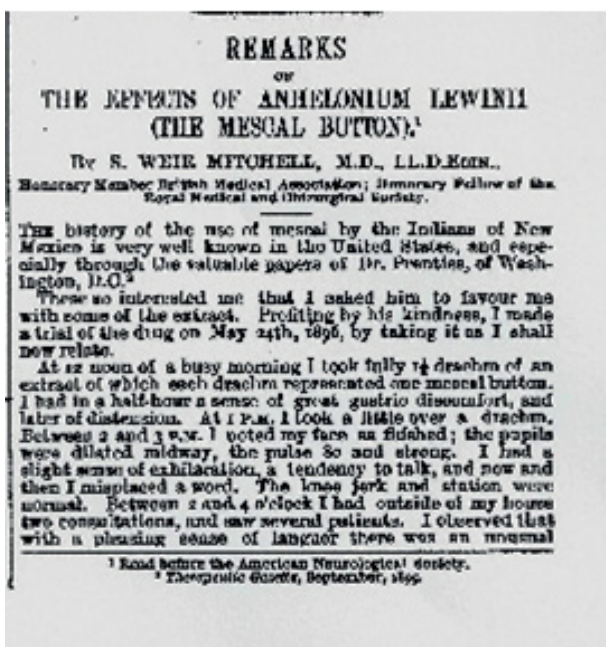 REMARKS
ON
THE EFFECTS OF ANHELONIUM LEWINII
(THE MESCAL BUTTON).¹
By S. WEIR MITCHELL, M.D., LL.D.EDIN.,
Honorary Member British Medical Association; Honorary Fellow of the
Royal Medical and Chirurgical Society.
THE history of the use of mescal by the Indians of New
Mexico is very well known in the United States, and espe-
cially through the valuable papers of Dr. Prentiss, of Wash-
ington, D.C.²
These so interested me that I asked him to favour me
with some of the extract. Profiting by his kindness, I made
a trial of the drug on May 24th, 1896, by taking it as I shall
now relate.
At 12 noon of a busy morning I took fully 1½ drachm of an
extract of which each drachm represented one mescal button.
I had in a half-hour a sense of great gastric discomfort, and
later of distension. At 1 P.M. I took a little over a drachm.
Between 2 and 3 P.M. I noted my face as flushed; the pupils
were dilated midway, the pulse 80 and strong. I had a
slight sense of exhilaration, a tendency to talk, and now and
then I misplaced a word. The knee jerk and station were
normal. Between 2 and 4 o'clock I had outside of my house
two consultations, and saw several patients. I observed that
with a pleasing sense of languor there was an unusual
¹ Read before the American Neurological Society.
² Therapeutic Gazette, September, 1895.